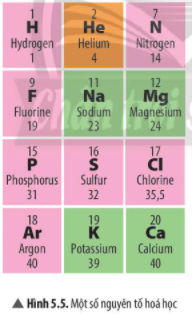 1 2 7
H He N
Hydrogen Helium Nitrogen
1 4 14
9 11 12
F Na Mg
Fluorine Sodium Magnesium
19 23 24
15 16 17
P S Cl
Phosphorus Sulfur Chlorine
31 32 35,5
18 19 20
Ar K Ca
Argon Potassium Calcium
40 39 40
▲ Hình 5.5. Một số nguyên tố hoá học